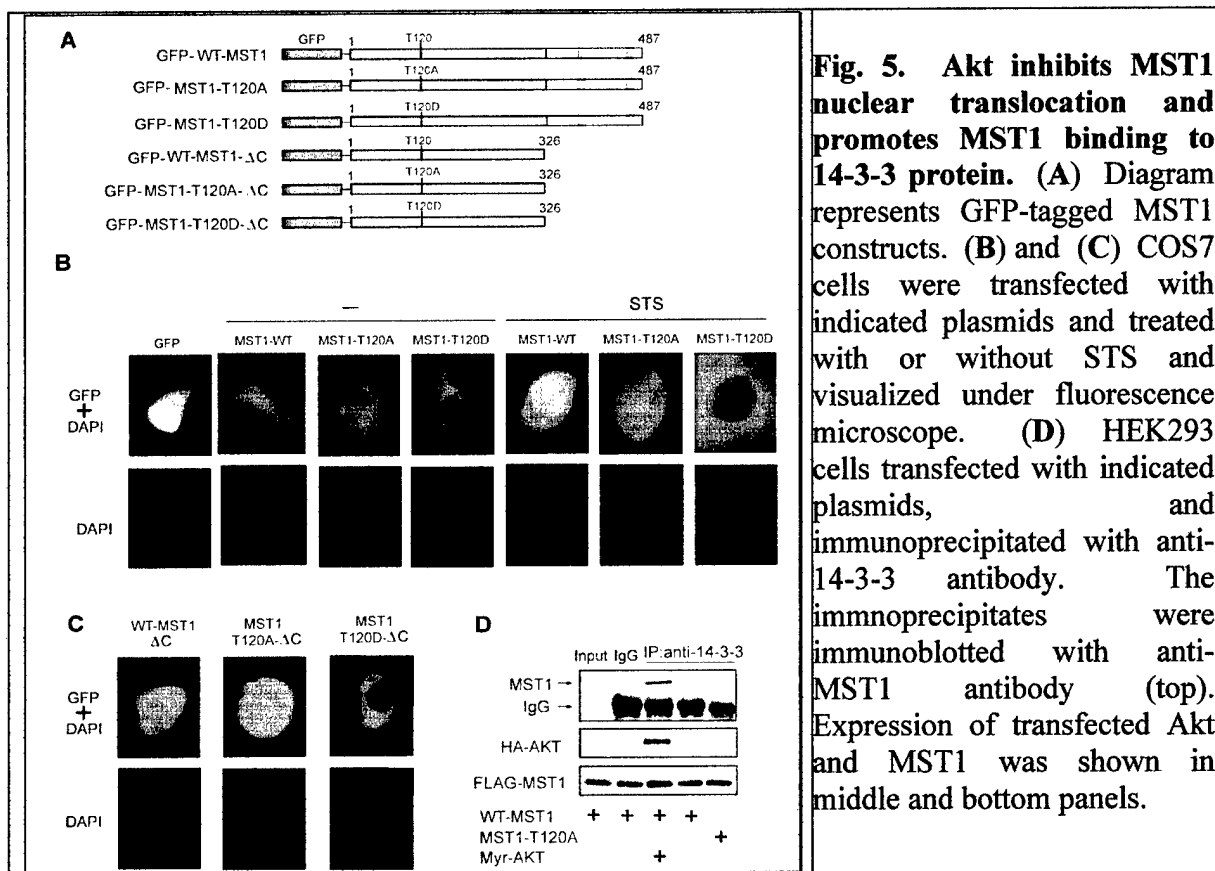 A
GFP 1 T120 487
GFP-WT-MST1
1 T120A 487
GFP-MST1-T120A
1 T120D 487
GFP-MST1-T120D
1 T120 326
GFP-WT-MST1-ΔC
1 T120A 326
GFP-MST1-T120A-ΔC
1 T120D 326
GFP-MST1-T120D-ΔC
B
— STS
GFP MST1-WT MST1-T120A MST1-T120D MST1-WT MST1-T120A MST1-T120D
GFP
+
DAPI
DAPI
C
WT-MST1 MST1 MST1
ΔC T120A-ΔC T120D-ΔC
GFP
+
DAPI
DAPI
D
Input IgG IP:anti-14-3-3
MST1 →
IgG →
HA-AKT
FLAG-MST1
WT-MST1 + + + +
MST1-T120A +
Myr-AKT +
Fig. 5. Akt inhibits MST1
nuclear translocation and
promotes MST1 binding to
14-3-3 protein. (A) Diagram
represents GFP-tagged MST1
constructs. (B) and (C) COS7
cells were transfected with
indicated plasmids and treated
with or without STS and
visualized under fluorescence
microscope. (D) HEK293
cells transfected with indicated
plasmids, and
immunoprecipitated with anti-
14-3-3 antibody. The
immnoprecipitates were
immunoblotted with anti-
MST1 antibody (top).
Expression of transfected Akt
and MST1 was shown in
middle and bottom panels.